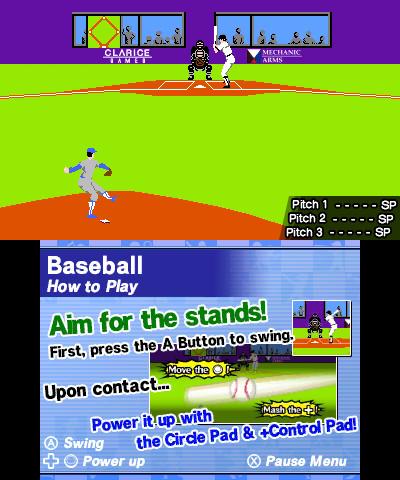 CLARICE
GAMES
MECHANIC
ARMS
Pitch 1 - - - - - SP
Pitch 2 - - - - - SP
Pitch 3 - - - - - SP
Baseball
How to Play
Aim for the stands!
First, press the A Button to swing.
Move the ◯!
Upon contact...
Mash the ✚!
Power it up with
the Circle Pad & +Control Pad!
Ⓐ Swing
✚ ◯ Power up
Ⓧ Pause Menu